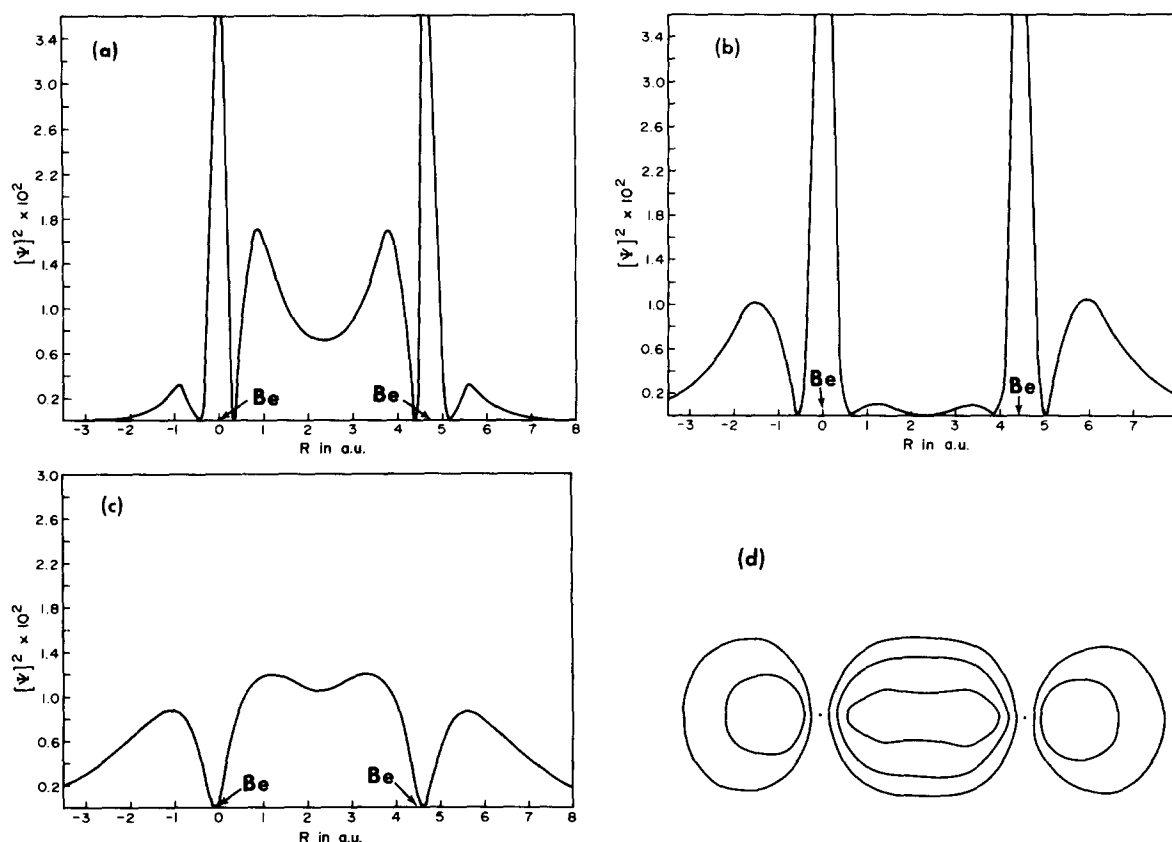 (a)
3.4
3.0
2.6
2.2
1.8
1.4
1.0
0.6
0.2
[Ψ]² × 10²
Be
Be
-3 -2 -1 0 1 2 3 4 5 6 7 8
R in a.u.
(b)
3.4
3.0
2.6
2.2
1.8
1.4
1.0
0.6
0.2
[Ψ]² × 10²
Be
Be
-3 -2 -1 0 1 2 3 4 5 6 7
R in a.u.
(c)
3.0
2.6
2.2
1.8
1.4
1.0
0.6
0.2
[Ψ]² × 10²
Be
Be
-3 -2 -1 0 1 2 3 4 5 6 7 8
R in a.u.
(d)